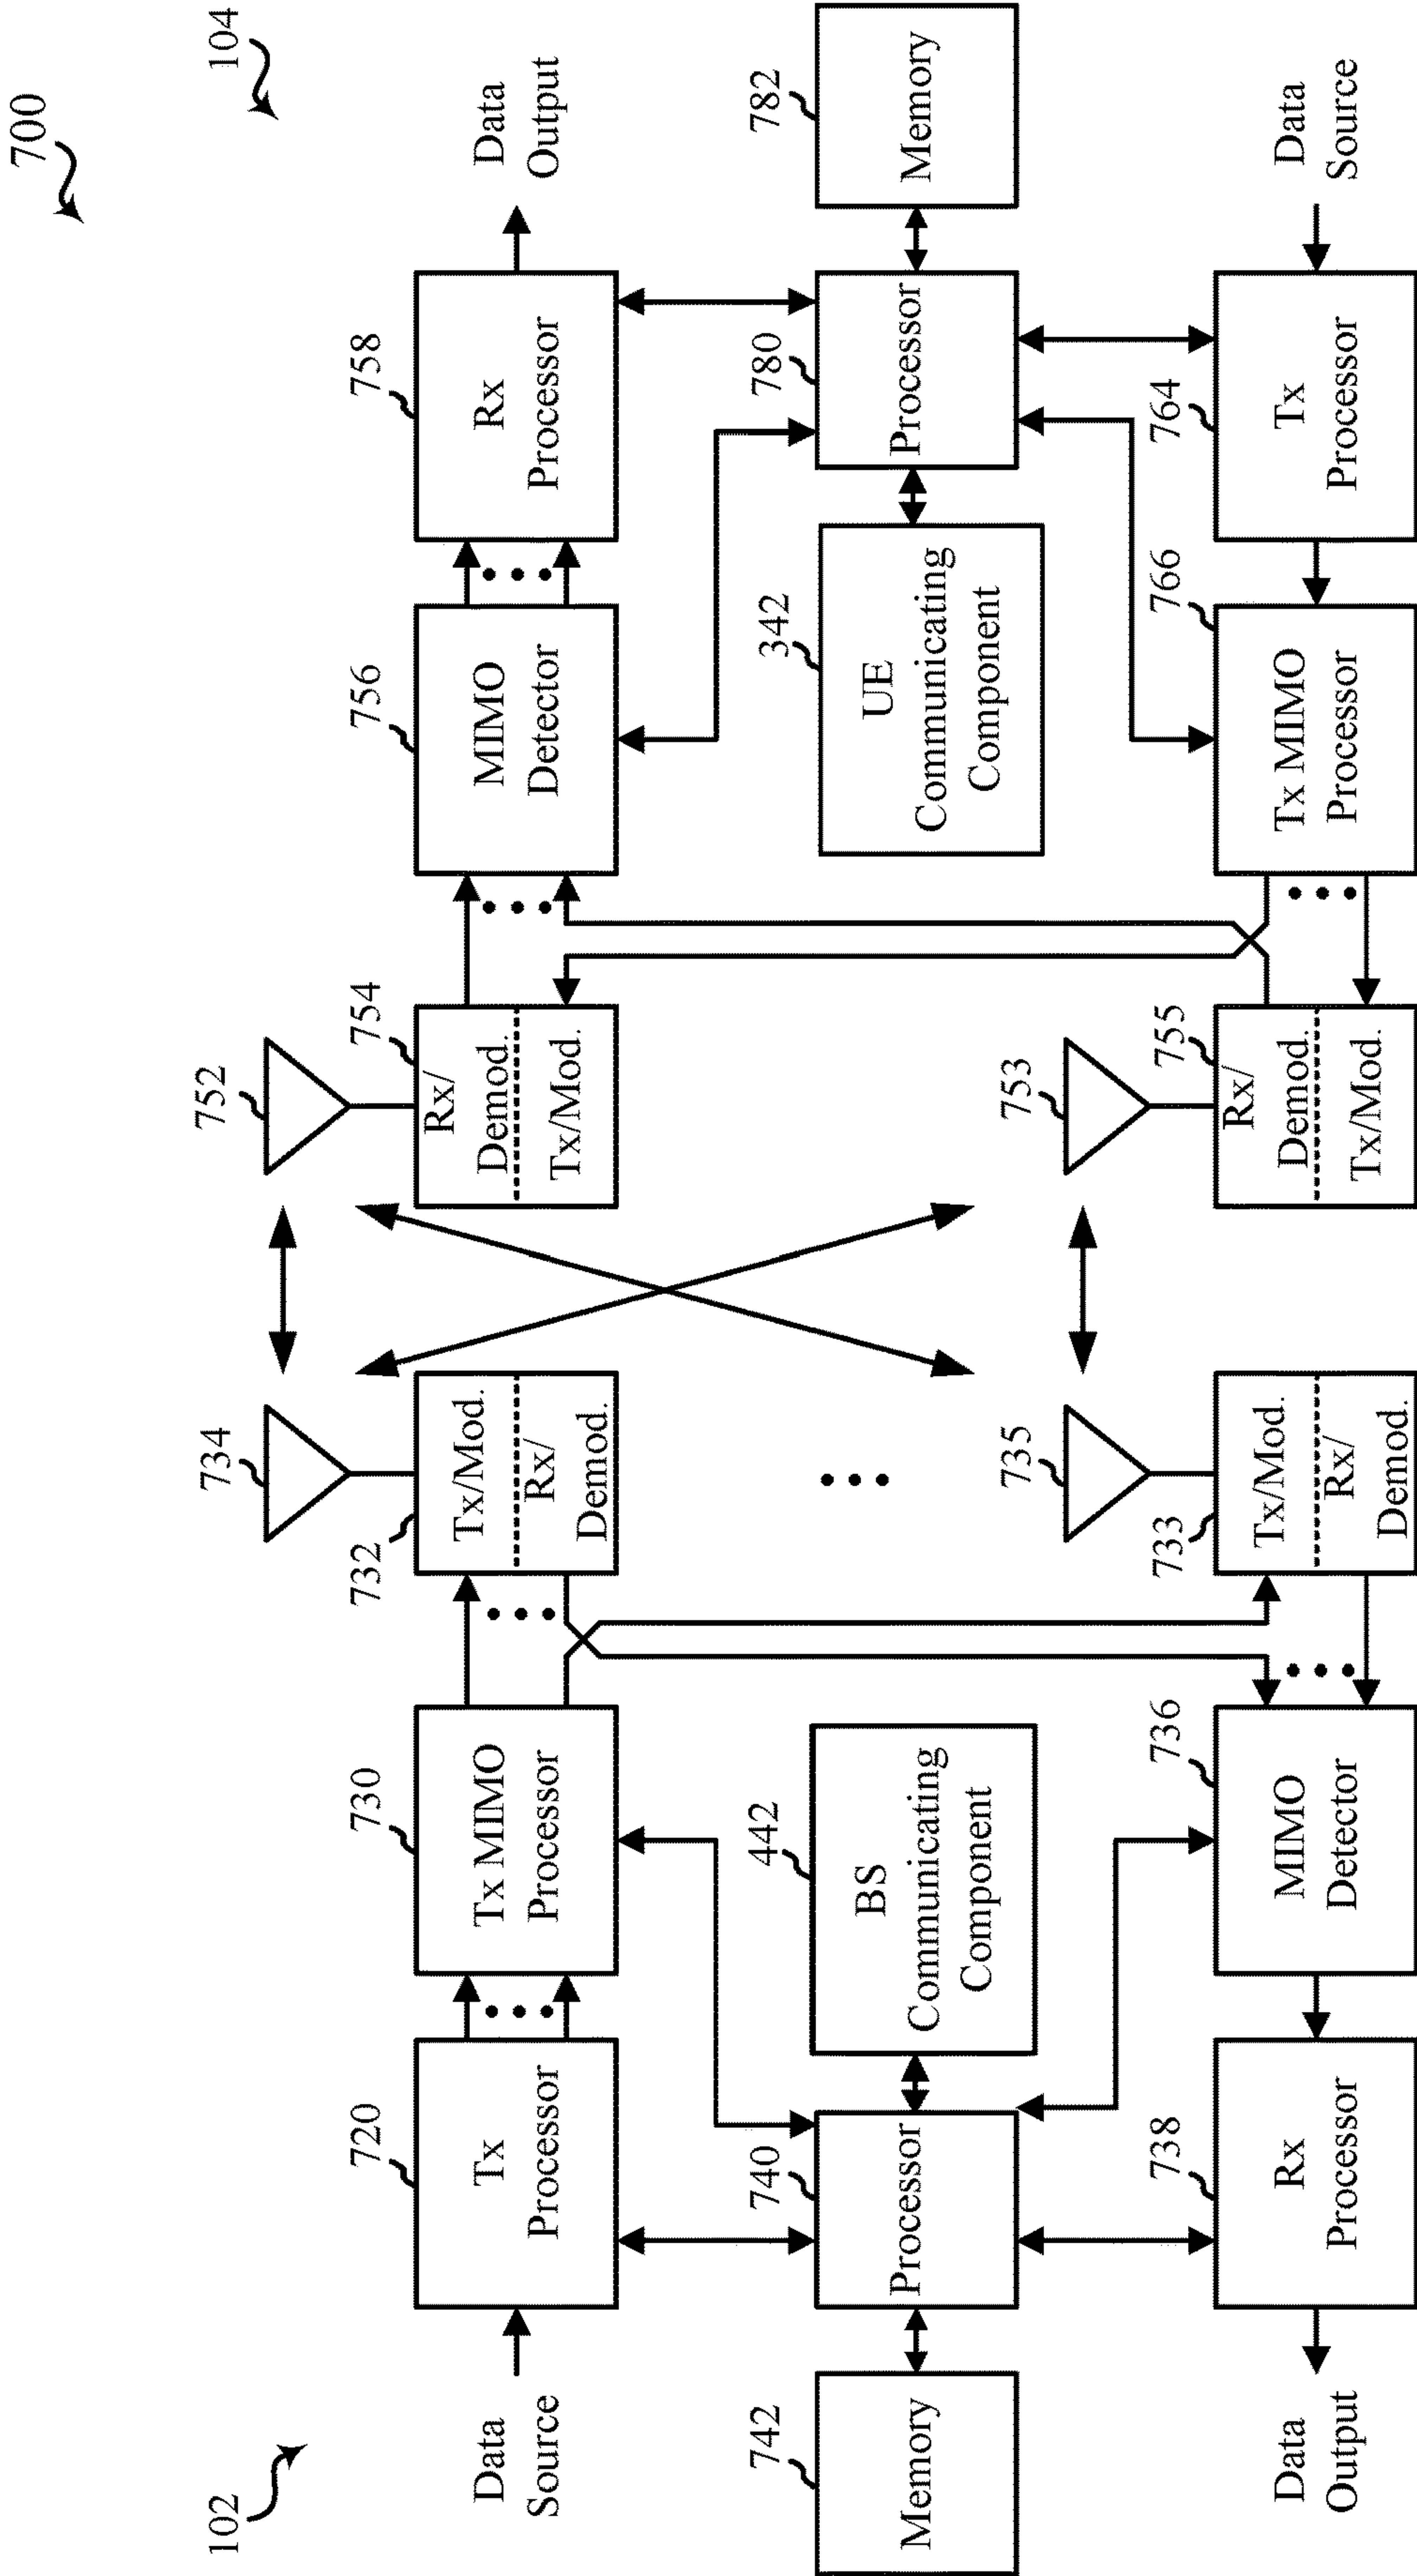 700
102
104
734
752
Data
Source
720
Tx
Processor
730
Tx MIMO
Processor
732
Tx/Mod.
Rx/
Demod.
754
Rx/
Demod.
Tx/Mod.
756
MIMO
Detector
758
Rx
Processor
Data
Output
742
Memory
740
Processor
442
BS
Communicating
Component
342
UE
Communicating
Component
780
Processor
782
Memory
735
753
Data
Output
738
Rx
Processor
736
MIMO
Detector
733
Tx/Mod.
Rx/
Demod.
755
Rx/
Demod.
Tx/Mod.
766
Tx MIMO
Processor
764
Tx
Processor
Data
Source